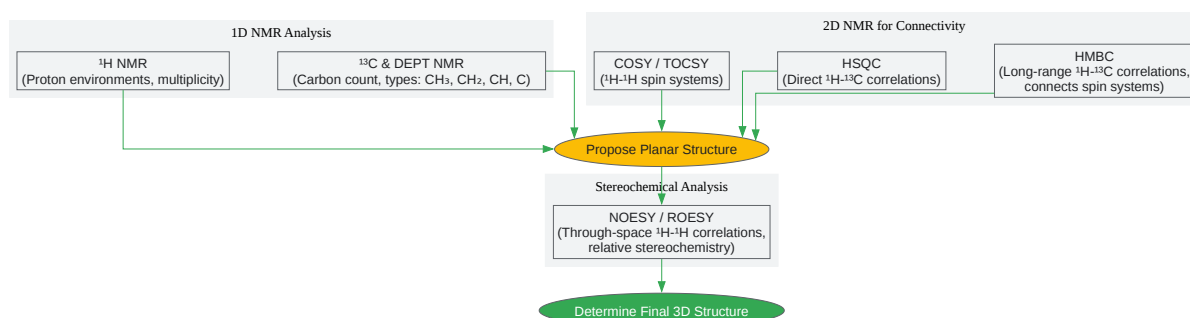 1D NMR Analysis
¹H NMR
(Proton environments, multiplicity)
¹³C & DEPT NMR
(Carbon count, types: CH₃, CH₂, CH, C)
2D NMR for Connectivity
COSY / TOCSY
(¹H-¹H spin systems)
HSQC
(Direct ¹H-¹³C correlations)
HMBC
(Long-range ¹H-¹³C correlations,
connects spin systems)
Propose Planar Structure
Stereochemical Analysis
NOESY / ROESY
(Through-space ¹H-¹H correlations,
relative stereochemistry)
Determine Final 3D Structure